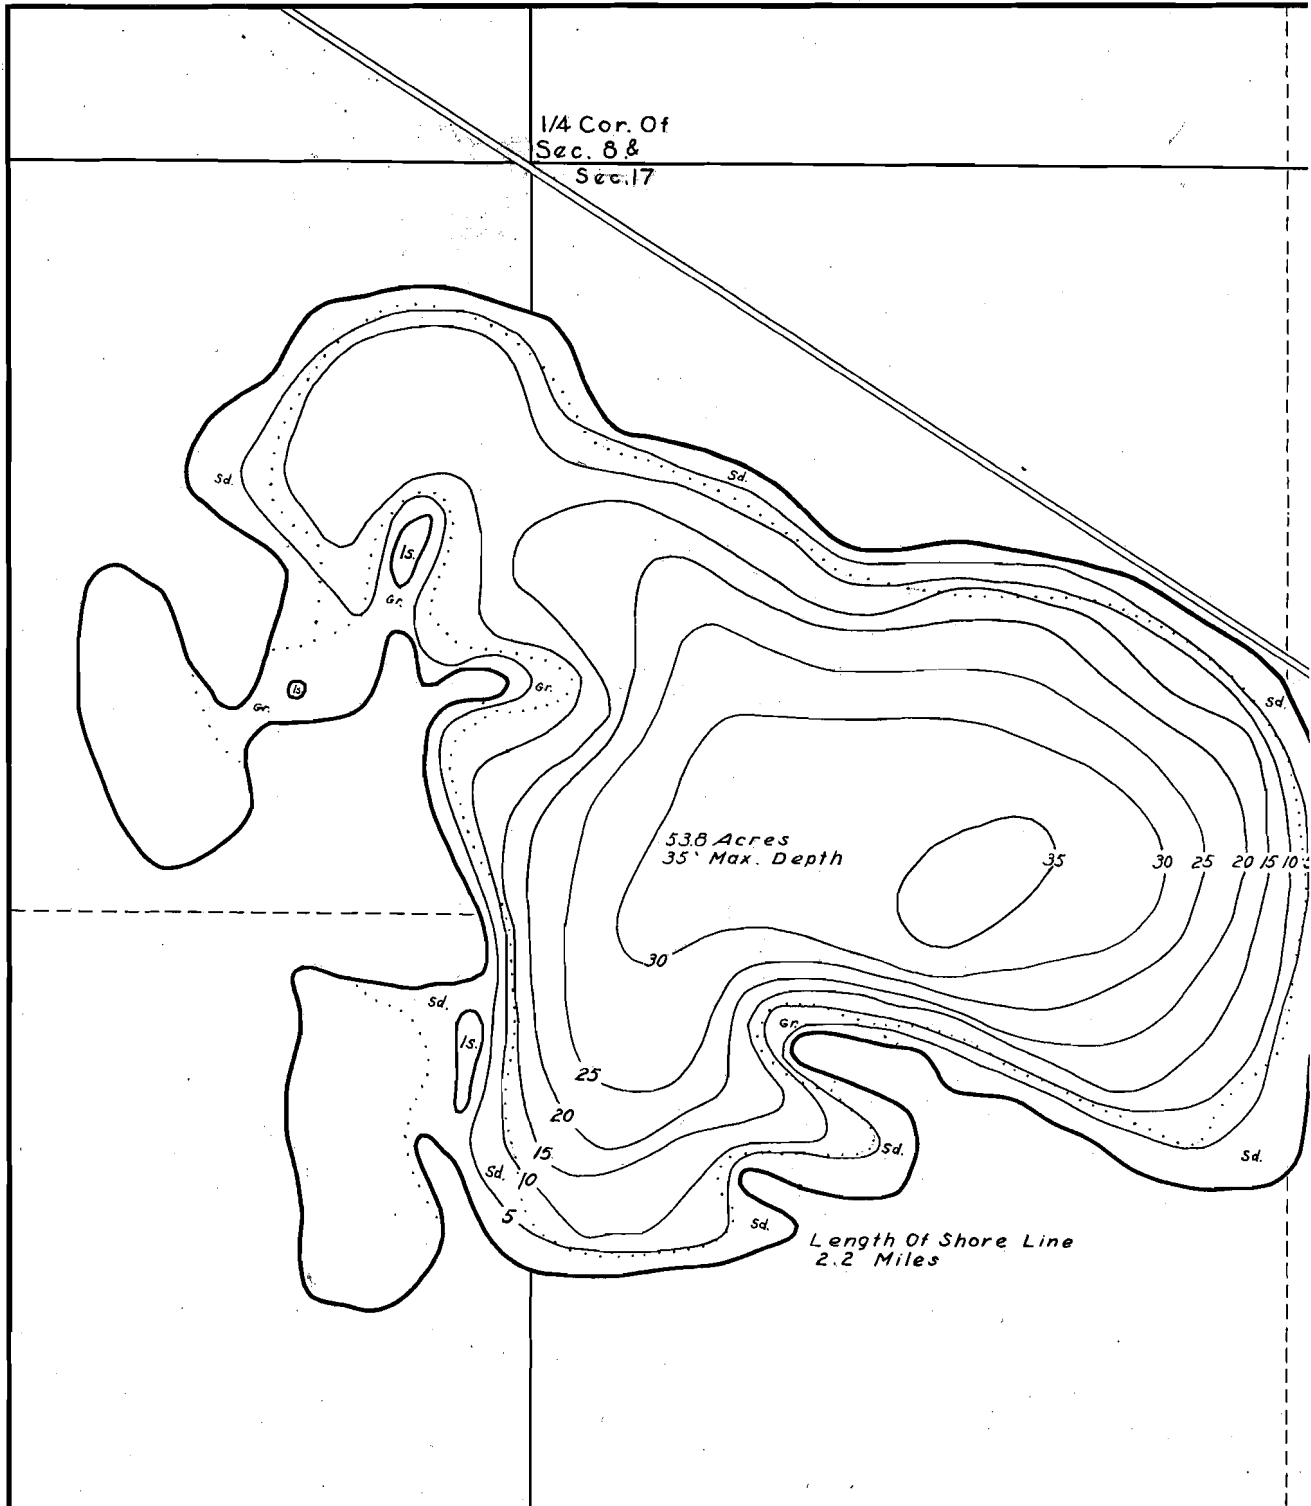 1/4 Cor. Of
Sec. 8 &
Sec. 17
Sd.
Sd.
Is.
Gr.
Is
Gr.
Gr.
Sd.
53.8 Acres
35' Max. Depth
35
30
25
20
15
10
30
Sd.
Is.
Gr.
25
20
15
Sd.
10
5
Sd.
Sd.
Sd.
Length Of Shore Line
2.2 Miles